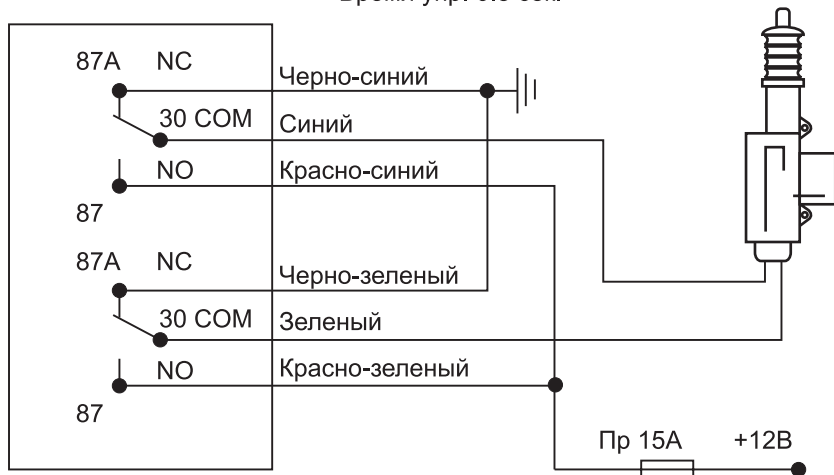 87A NC
Черно-синий
30 COM
Синий
NO
Красно-синий
87
87A NC
Черно-зеленый
30 COM
Зеленый
NO
Красно-зеленый
87
Пр 15А +12В